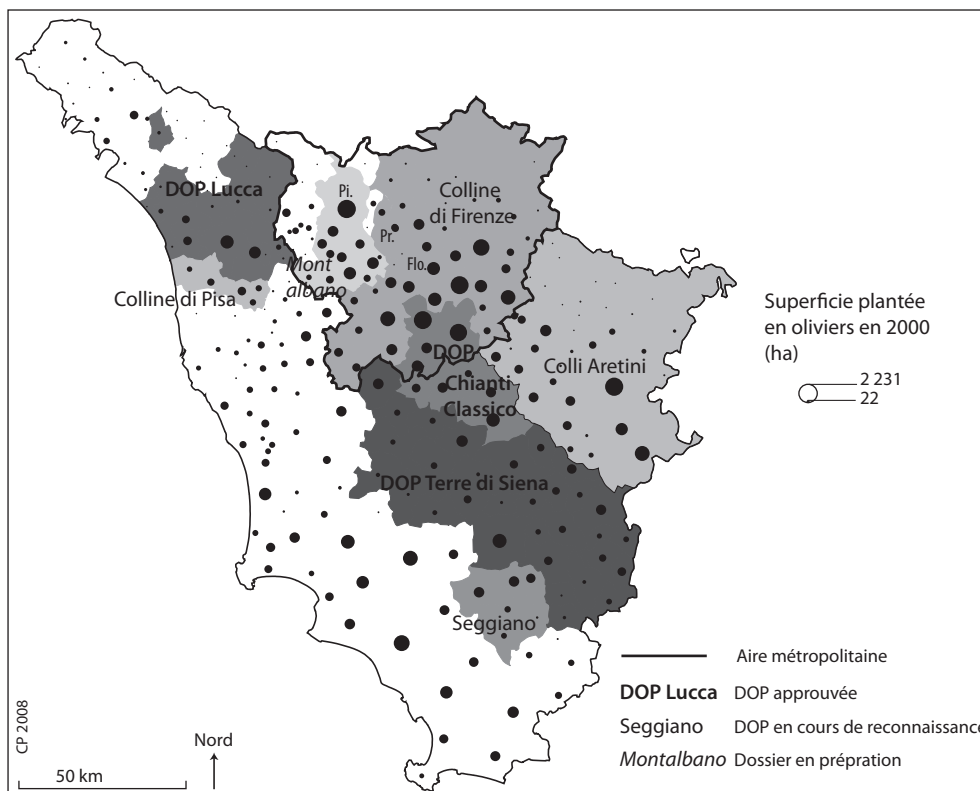 DOP Lucca
Pi.
Colline
di Firenze
Pr.
Flo.
Mont
albano
Colline di Pisa
DOP
Chianti
Classico
Colli Aretini
DOP Terre di Siena
Seggiano
Superficie plantée
en oliviers en 2000
(ha)
2 231
22
Aire métropolitaine
DOP Lucca DOP approuvée
Seggiano DOP en cours de reconnaissance
Montalbano Dossier en prépration
CP 2008
Nord
50 km